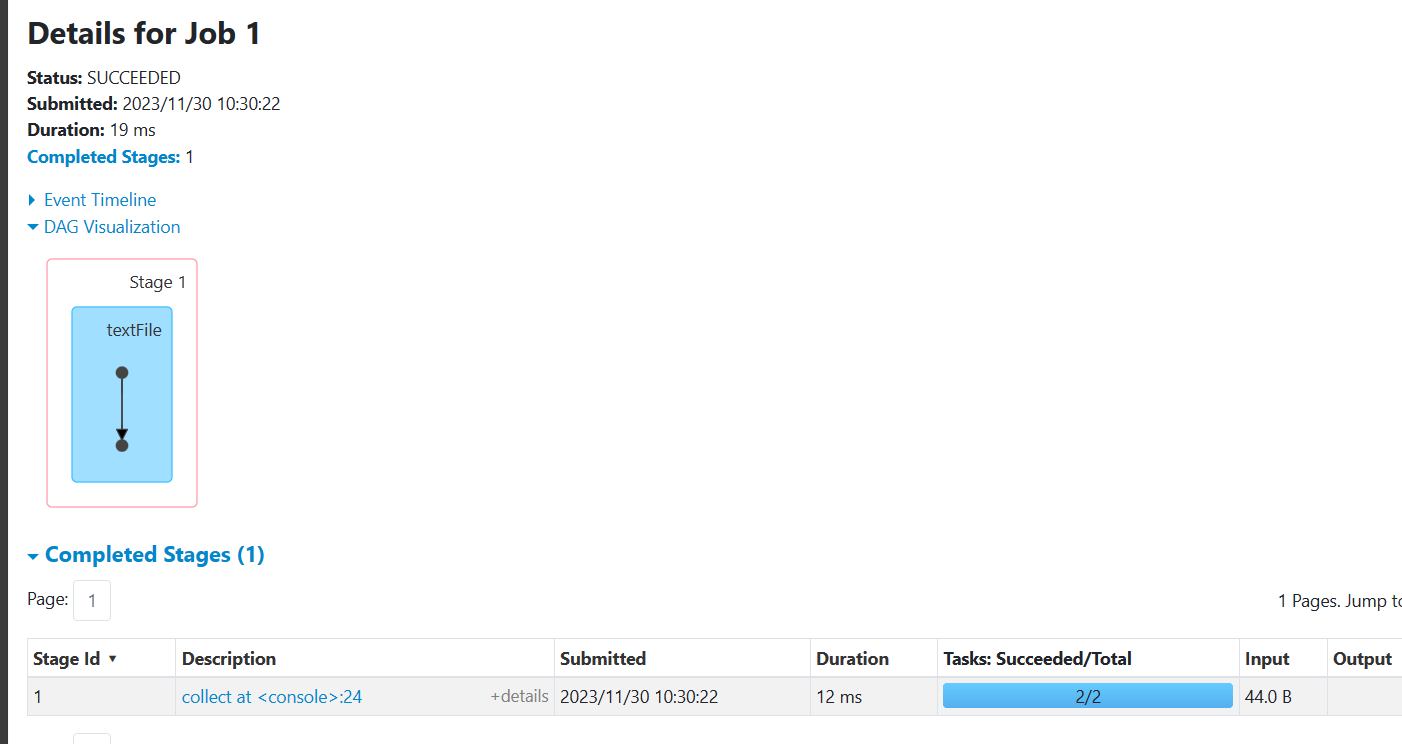 Details for Job 1
Status: SUCCEEDED
Submitted: 2023/11/30 10:30:22
Duration: 19 ms
Completed Stages: 1
Event Timeline
DAG Visualization
Stage 1
textFile
Completed Stages (1)
Page: 1
1 Pages. Jump to
Stage Id ▾ Description Submitted Duration Tasks: Succeeded/Total Input Output
1 collect at <console>:24 +details 2023/11/30 10:30:22 12 ms 2/2 44.0 B